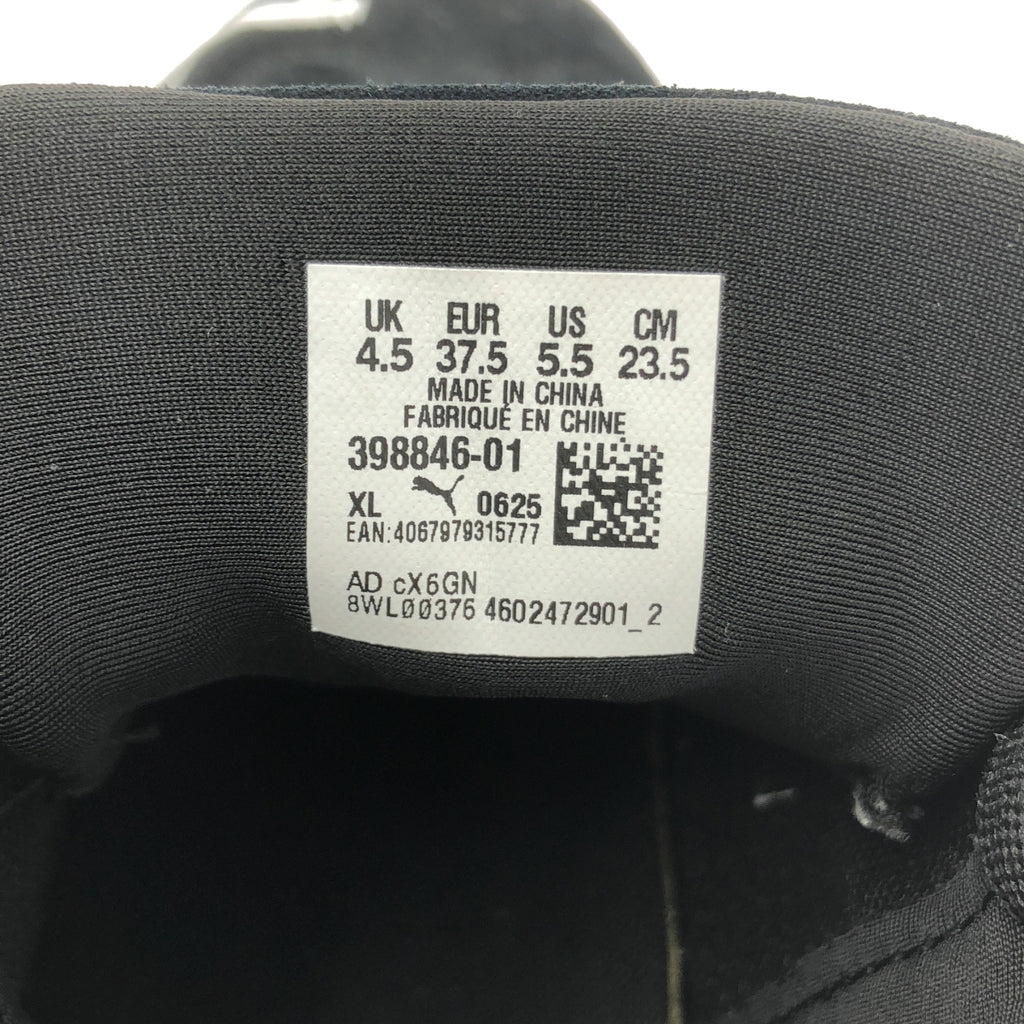 UK EUR US CM
4.5 37.5 5.5 23.5
MADE IN CHINA
FABRIQUÉ EN CHINE
398846-01
XL 0625
EAN:4067979315777
AD cX6GN
8WL00376 4602472901_2